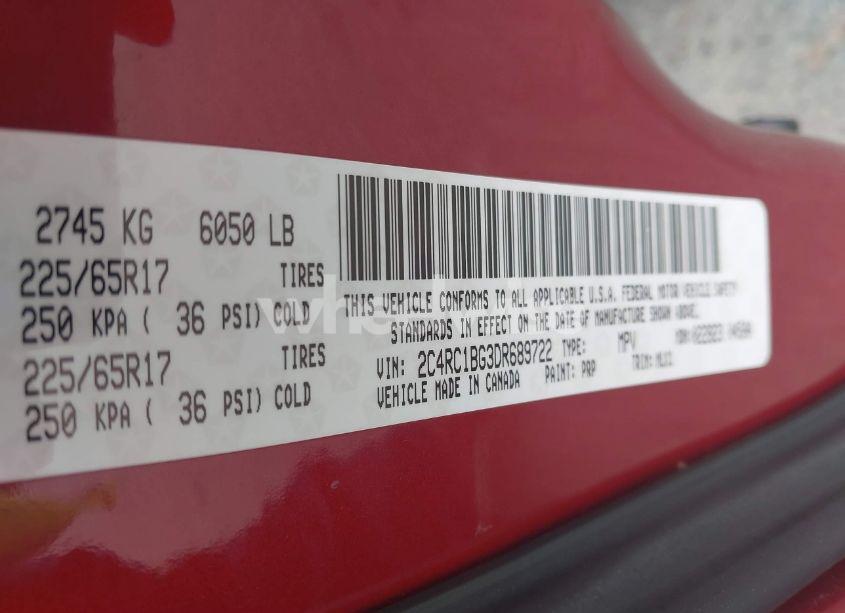 2745 KG 6050 LB
225/65R17 TIRES
250 KPA ( 36 PSI) COLD
225/65R17 TIRES
250 KPA ( 36 PSI) COLD
THIS VEHICLE CONFORMS TO ALL APPLICABLE U.S.A. FEDERAL MOTOR VEHICLE SAFETY
STANDARDS IN EFFECT ON THE DATE OF MANUFACTURE SHOWN ABOVE.
VIN: 2C4RC1BG3DR689722 TYPE: MPV MDH:
VEHICLE MADE IN CANADA PAINT: PRP TRIM: